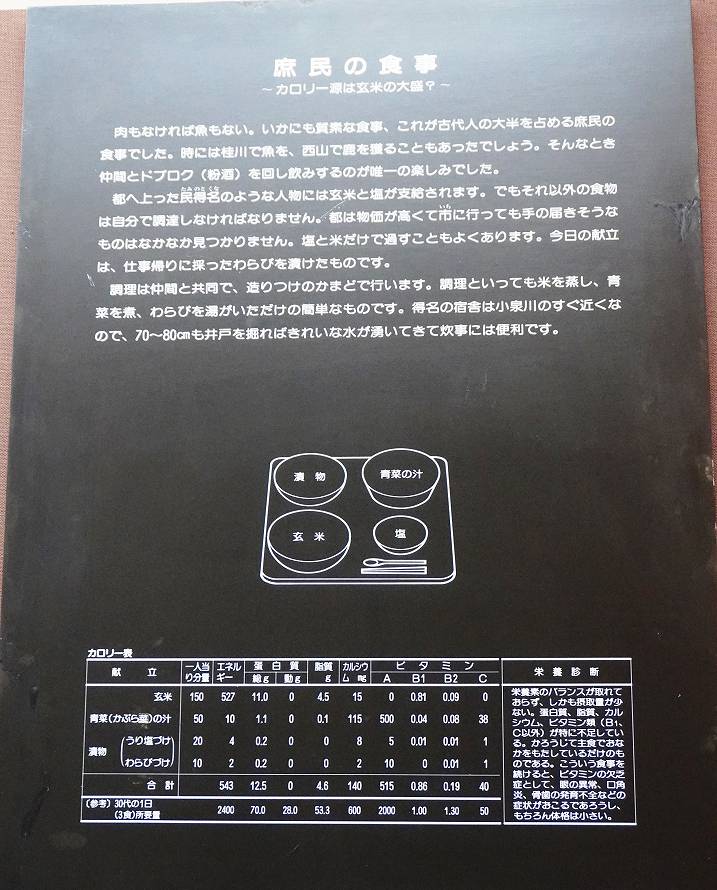 庶民の食事
～カロリー源は玄米の大盛？～
肉もなければ魚もない。いかにも質素な食事、これが古代人の大半を占める庶民の
食事でした。時には桂川で魚を、西山で鹿を獲ることもあったでしょう。そんなとき
仲間とドブロク（粉酒）を回し飲みするのが唯一の楽しみでした。
都へ上った民得名のような人物には玄米と塩が支給されます。でもそれ以外の食物
は自分で調達しなければなりません。都は物価が高くて市に行っても手の届きそうな
ものはなかなか見つかりません。塩と米だけで過すこともよくあります。今日の献立
は、仕事帰りに採ったわらびを漬けたものです。
調理は仲間と共同で、造りつけのかまどで行います。調理といっても米を蒸し、青
菜を煮、わらびを湯がいただけの簡単なものです。得名の宿舎は小泉川のすぐ近くな
ので、70～80㎝も井戸を掘ればきれいな水が湧いてきて炊事には便利です。
漬物 青菜の汁
玄米 塩
カロリー表
献立 一人当り分量 エネルギー 蛋白質 総g 動g 脂質g カルシウムmg ビタミン A B1 B2 C
玄米 150 527 11.0 0 4.5 15 0 0.81 0.09 0
青菜(かぶら菜)の汁 50 10 1.1 0 0.1 115 500 0.04 0.08 38
漬物 うり塩づけ 20 4 0.2 0 0 8 5 0.01 0.01 1
わらびづけ 10 2 0.2 0 0 2 10 0 0.01 1
合計 543 12.5 0 4.6 140 515 0.86 0.19 40
(参考) 30代の1日
(3食)所要量 2400 70.0 28.0 53.3 600 2000 1.00 1.30 50
栄養診断
栄養素のバランスが取れて
おらず、しかも摂取量が少
ない。蛋白質、脂質、カル
シウム、ビタミン類（B1、
C以外）が特に不足してい
る。かろうじて主食でおな
かをもたしているだけのも
のである。こういう食事を
続けると、ビタミンの欠乏
症として、眼の異常、口角
炎、骨歯の発育不全などの
症状がおこるであろうし、
もちろん体格は小さい。